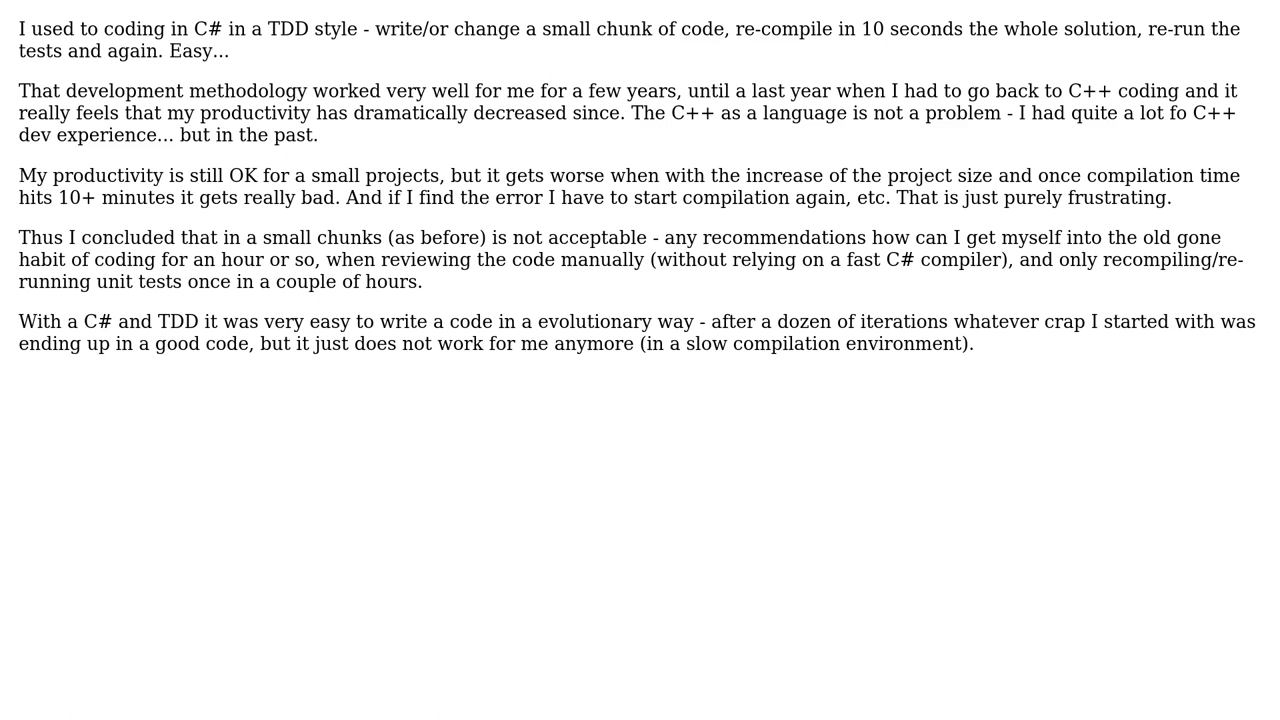 I used to coding in C# in a TDD style - write/or change a small chunk of code, re-compile in 10 seconds the whole solution, re-run the
tests and again. Easy...
That development methodology worked very well for me for a few years, until a last year when I had to go back to C++ coding and it
really feels that my productivity has dramatically decreased since. The C++ as a language is not a problem - I had quite a lot fo C++
dev experience... but in the past.
My productivity is still OK for a small projects, but it gets worse when with the increase of the project size and once compilation time
hits 10+ minutes it gets really bad. And if I find the error I have to start compilation again, etc. That is just purely frustrating.
Thus I concluded that in a small chunks (as before) is not acceptable - any recommendations how can I get myself into the old gone
habit of coding for an hour or so, when reviewing the code manually (without relying on a fast C# compiler), and only recompiling/re-
running unit tests once in a couple of hours.
With a C# and TDD it was very easy to write a code in a evolutionary way - after a dozen of iterations whatever crap I started with was
ending up in a good code, but it just does not work for me anymore (in a slow compilation environment).